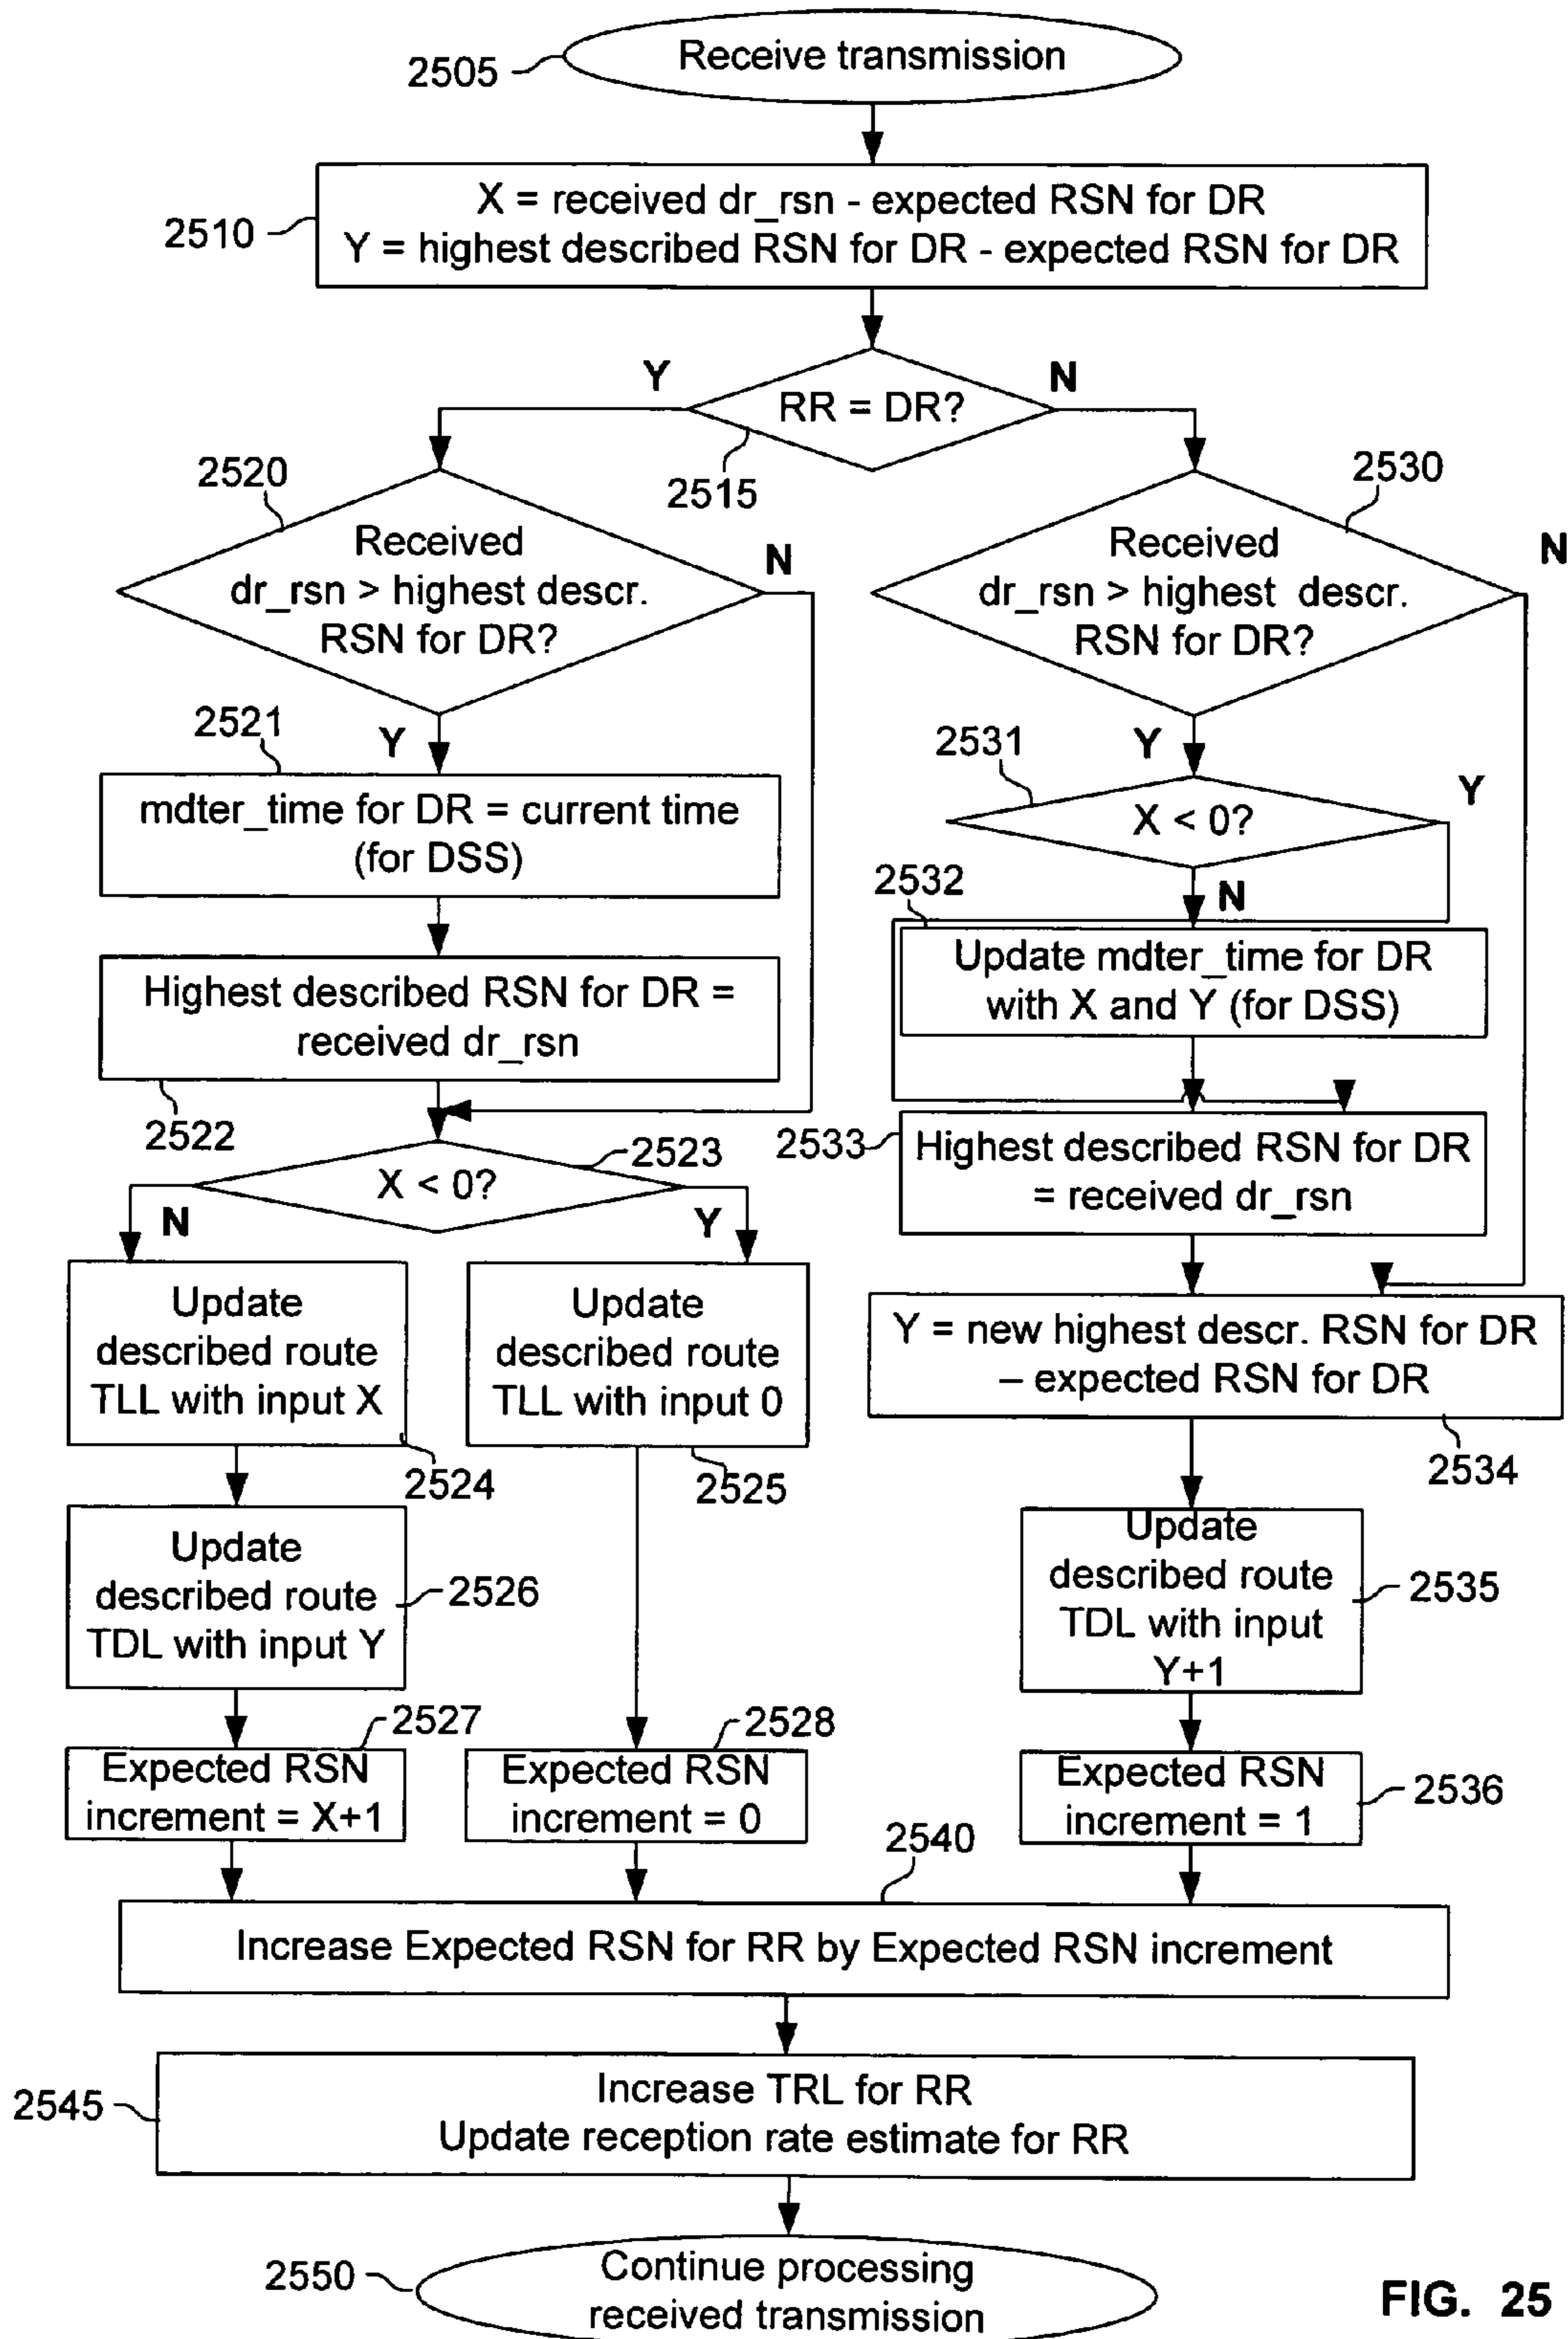 Receive transmission
2505
X = received dr_rsn - expected RSN for DR
Y = highest described RSN for DR - expected RSN for DR
2510
Y
N
RR = DR?
2515
2520
2530
Received
dr_rsn > highest descr.
RSN for DR?
N
Received
dr_rsn > highest descr.
RSN for DR?
N
2521
Y
mdter_time for DR = current time
(for DSS)
2531
Y
X < 0?
Y
2532
N
Update mdter_time for DR
with X and Y (for DSS)
Highest described RSN for DR =
received dr_rsn
2522
2533
Highest described RSN for DR
= received dr_rsn
2523
X < 0?
N
Y
Update
described route
TLL with input X
2524
Update
described route
TLL with input 0
2525
Y = new highest descr. RSN for DR
– expected RSN for DR
2534
Update
described route
TDL with input Y
2526
Update
described route
TDL with input
Y+1
2535
2527
Expected RSN
increment = X+1
2528
Expected RSN
increment = 0
Expected RSN
increment = 1
2536
2540
Increase Expected RSN for RR by Expected RSN increment
2545
Increase TRL for RR
Update reception rate estimate for RR
2550
Continue processing
received transmission
FIG. 25